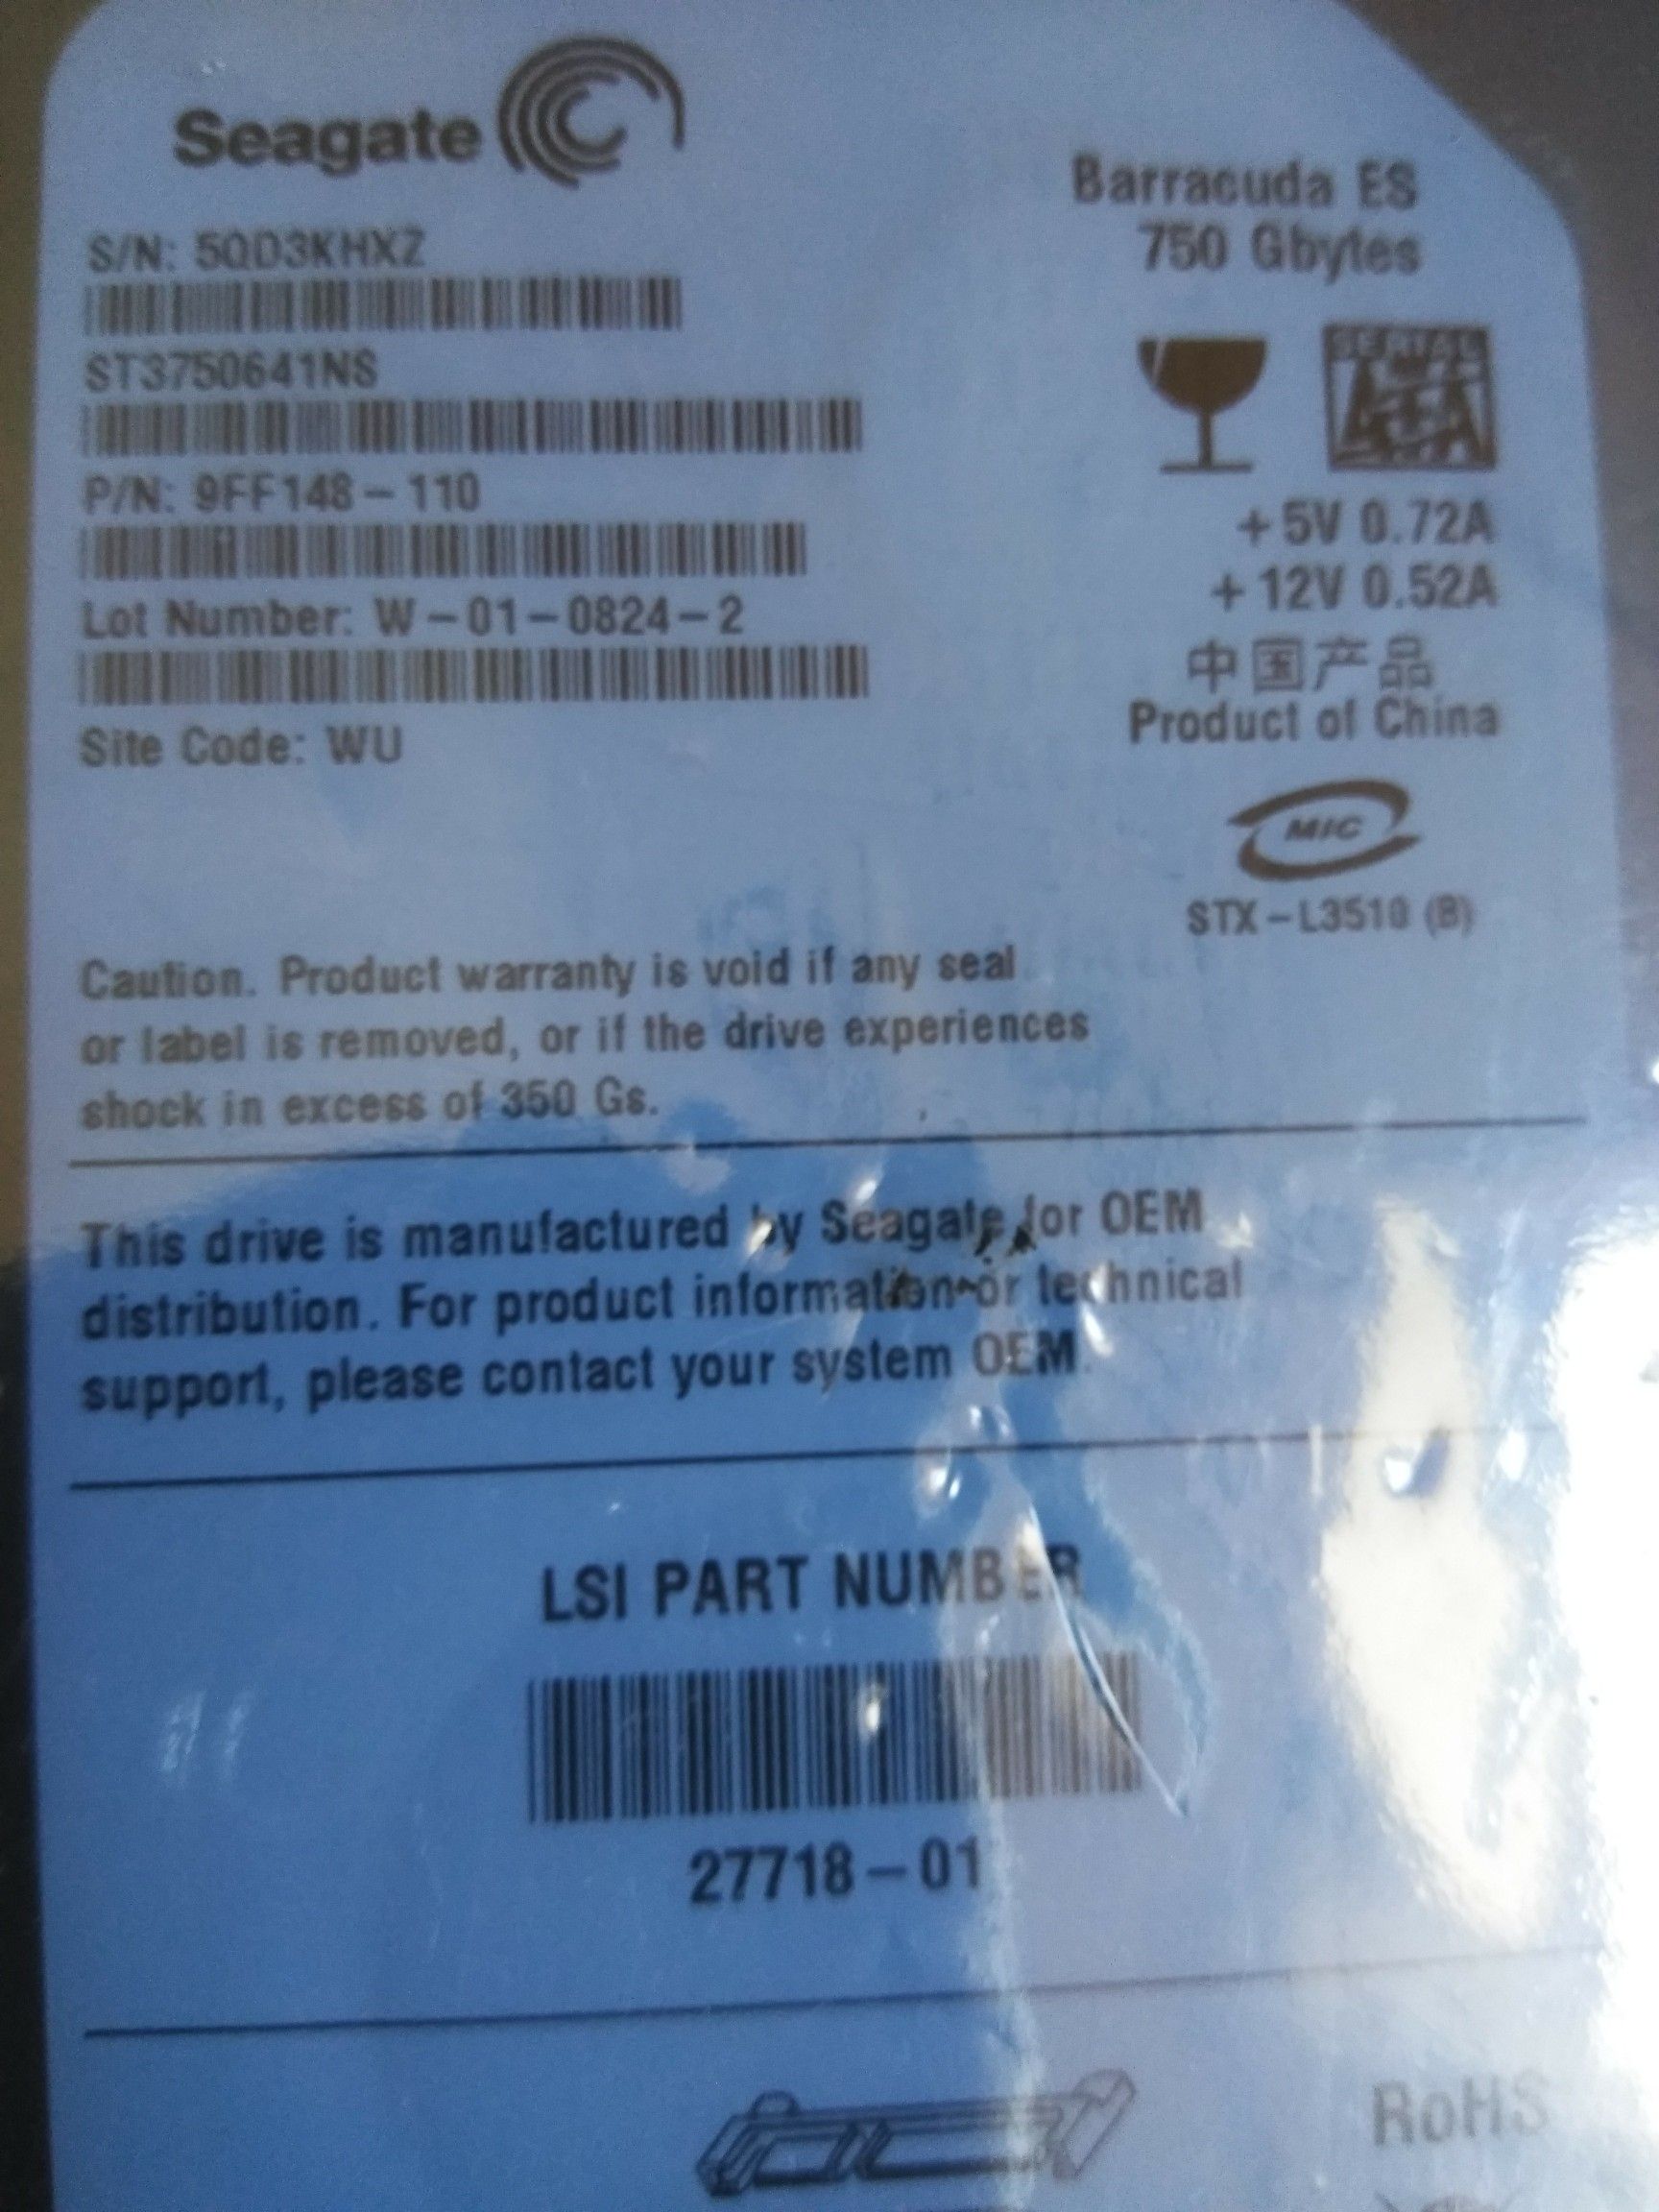 Seagate
Barracuda ES
750 Gbytes
S/N: 5QD3KHXZ
ST3750641NS
P/N: 9FF148-110
Lot Number: W-01-0824-2
Site Code: WU
SERIAL
ATA
+5V 0.72A
+12V 0.52A
中国产品
Product of China
MIC
STX-L3510 (B)
Caution. Product warranty is void if any seal
or label is removed, or if the drive experiences
shock in excess of 350 Gs.
This drive is manufactured by Seagate for OEM
distribution. For product information or technical
support, please contact your system OEM.
LSI PART NUMBER
27718-01
RoHS